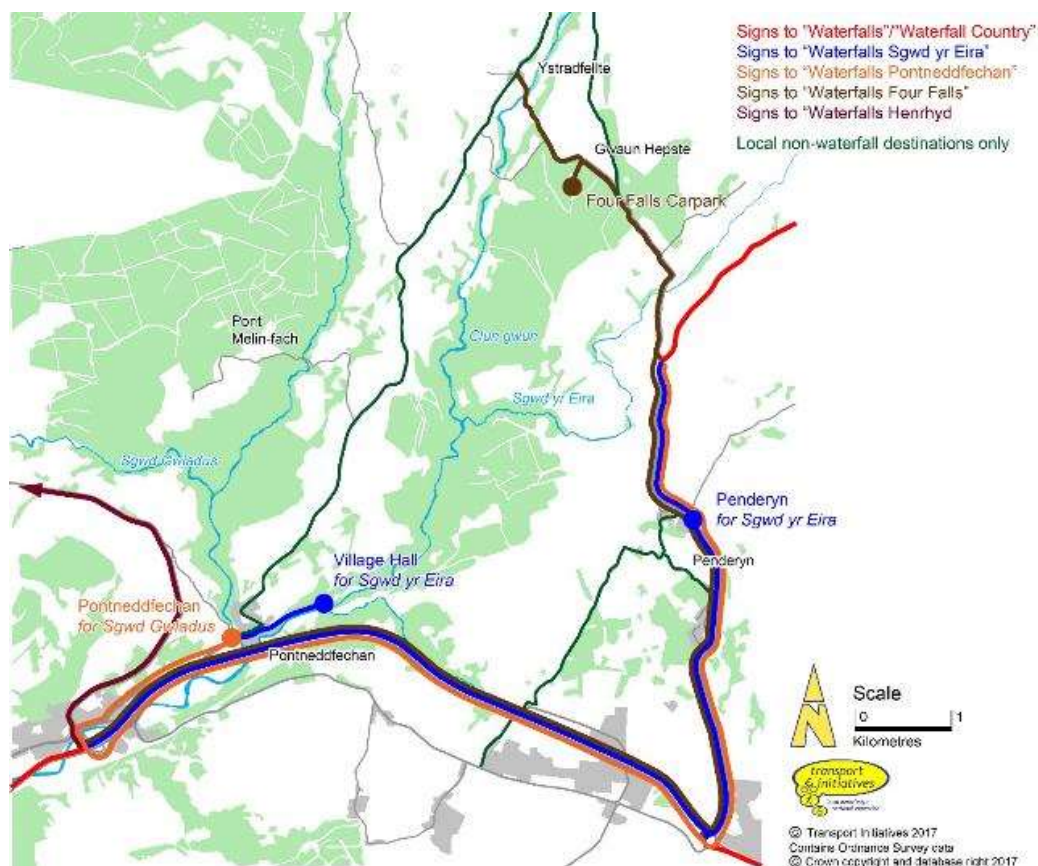 Signs to "Waterfalls"/"Waterfall Country"
Signs to "Waterfalls Sgwd yr Eira"
Signs to "Waterfalls Pontneddfechan"
Signs to "Waterfalls Four Falls"
Signs to "Waterfalls Henrhyd
Local non-waterfall destinations only
Ystradfellte
Gwaun Hepste
Four Falls Carpark
Pont
Melin-fach
Clun gwun
Sgwd yr Eira
Sgwd
Penderyn
for Sgwd yr Eira
Village Hall
for Sgwd yr Eira
Penderyn
Pontneddfechan
for Sgwd Gwladus
Pontneddfechan
N
Scale
0 1
Kilometres
transport
initiatives
© Transport Initiatives 2017
Contains Ordnance Survey data
© Crown copyright and database right 2017